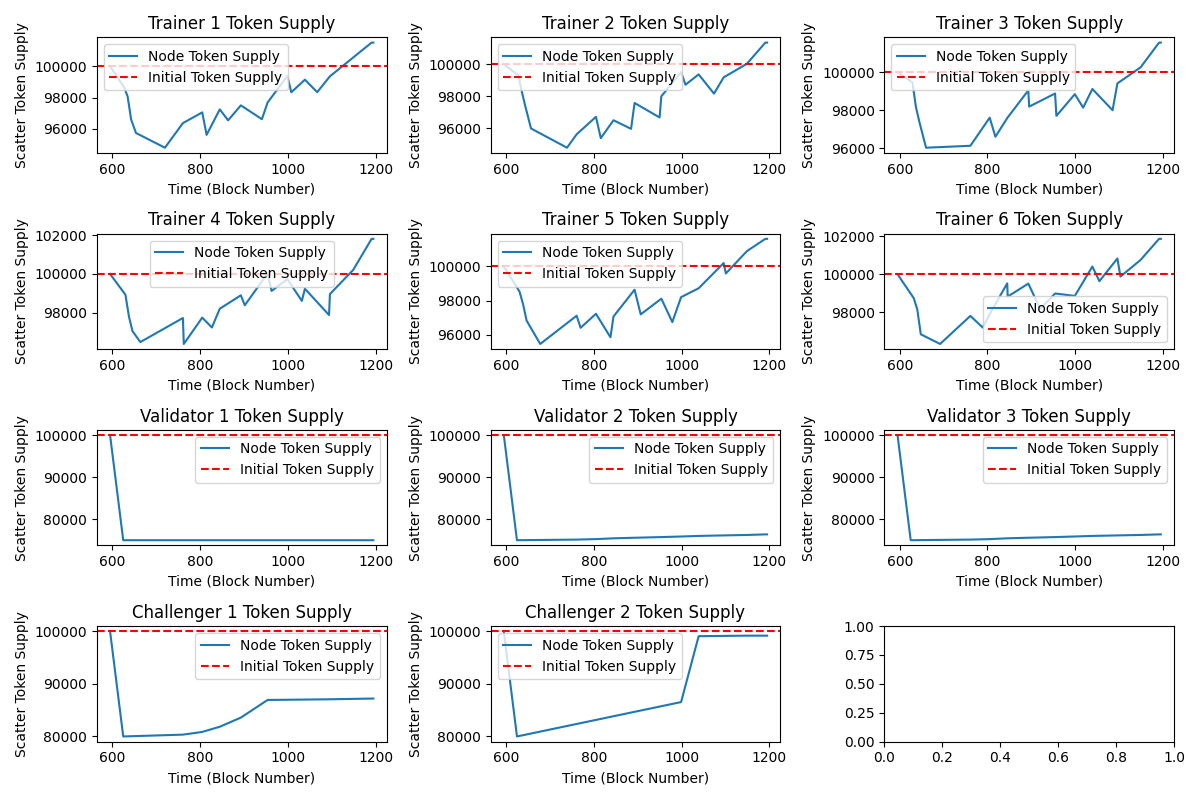 Trainer 1 Token Supply
Scatter Token Supply
100000
98000
96000
Node Token Supply
Initial Token Supply
600 800 1000 1200
Time (Block Number)
Trainer 2 Token Supply
Scatter Token Supply
100000
98000
96000
Node Token Supply
Initial Token Supply
600 800 1000 1200
Time (Block Number)
Trainer 3 Token Supply
Scatter Token Supply
100000
98000
96000
Node Token Supply
Initial Token Supply
600 800 1000 1200
Time (Block Number)
Trainer 4 Token Supply
Scatter Token Supply
102000
100000
98000
Node Token Supply
Initial Token Supply
600 800 1000 1200
Time (Block Number)
Trainer 5 Token Supply
Scatter Token Supply
100000
98000
96000
Node Token Supply
Initial Token Supply
600 800 1000 1200
Time (Block Number)
Trainer 6 Token Supply
Scatter Token Supply
102000
100000
98000
Node Token Supply
Initial Token Supply
600 800 1000 1200
Time (Block Number)
Validator 1 Token Supply
Scatter Token Supply
100000
90000
80000
Node Token Supply
Initial Token Supply
600 800 1000 1200
Time (Block Number)
Validator 2 Token Supply
Scatter Token Supply
100000
90000
80000
Node Token Supply
Initial Token Supply
600 800 1000 1200
Time (Block Number)
Validator 3 Token Supply
Scatter Token Supply
100000
90000
80000
Node Token Supply
Initial Token Supply
600 800 1000 1200
Time (Block Number)
Challenger 1 Token Supply
Scatter Token Supply
100000
90000
80000
Node Token Supply
Initial Token Supply
600 800 1000 1200
Time (Block Number)
Challenger 2 Token Supply
Scatter Token Supply
100000
90000
80000
Node Token Supply
Initial Token Supply
600 800 1000 1200
Time (Block Number)
1.00
0.75
0.50
0.25
0.00
0.0 0.2 0.4 0.6 0.8 1.0